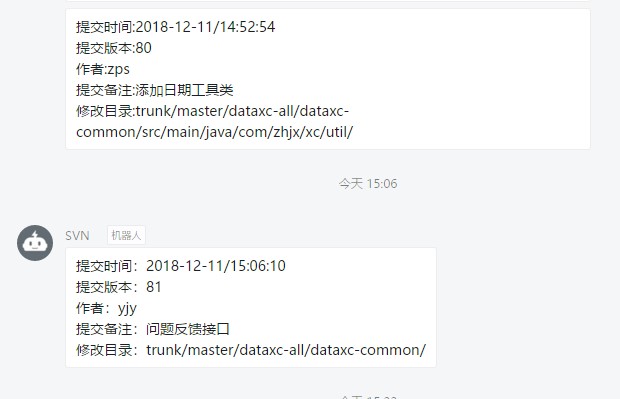 提交时间:2018-12-11/14:52:54
提交版本:80
作者:zps
提交备注:添加日期工具类
修改目录:trunk/master/dataxc-all/dataxc-
common/src/main/java/com/zhjx/xc/util/
今天 15:06
SVN 机器人
提交时间：2018-12-11/15:06:10
提交版本：81
作者：yjy
提交备注：问题反馈接口
修改目录：trunk/master/dataxc-all/dataxc-common/